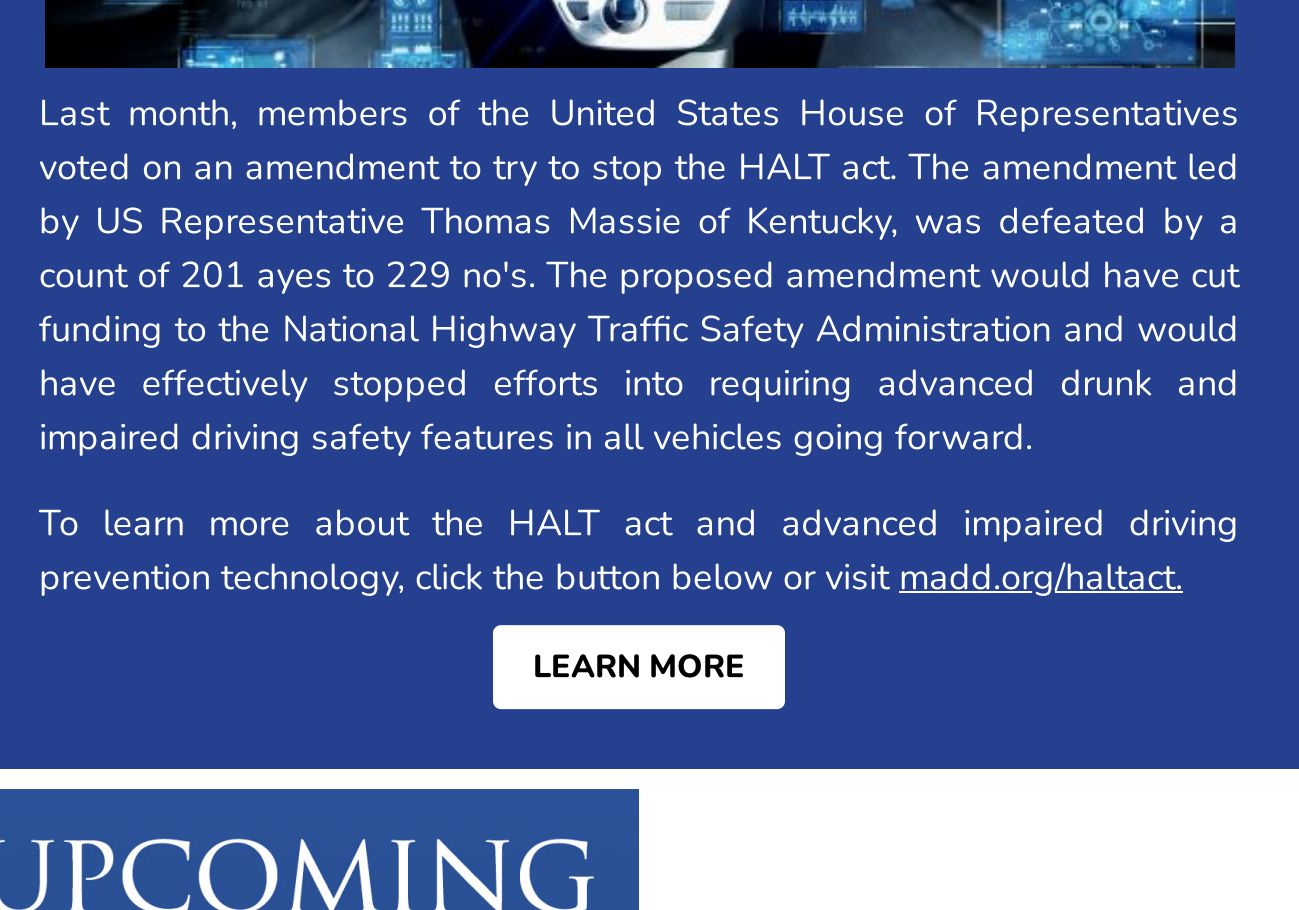 Last month, members of the United States House of Representatives
voted on an amendment to try to stop the HALT act. The amendment led
by US Representative Thomas Massie of Kentucky, was defeated by a
count of 201 ayes to 229 no's. The proposed amendment would have cut
funding to the National Highway Traffic Safety Administration and would
have effectively stopped efforts into requiring advanced drunk and
impaired driving safety features in all vehicles going forward.
To learn more about the HALT act and advanced impaired driving
prevention technology, click the button below or visit madd.org/haltact.
LEARN MORE
UPCOMING